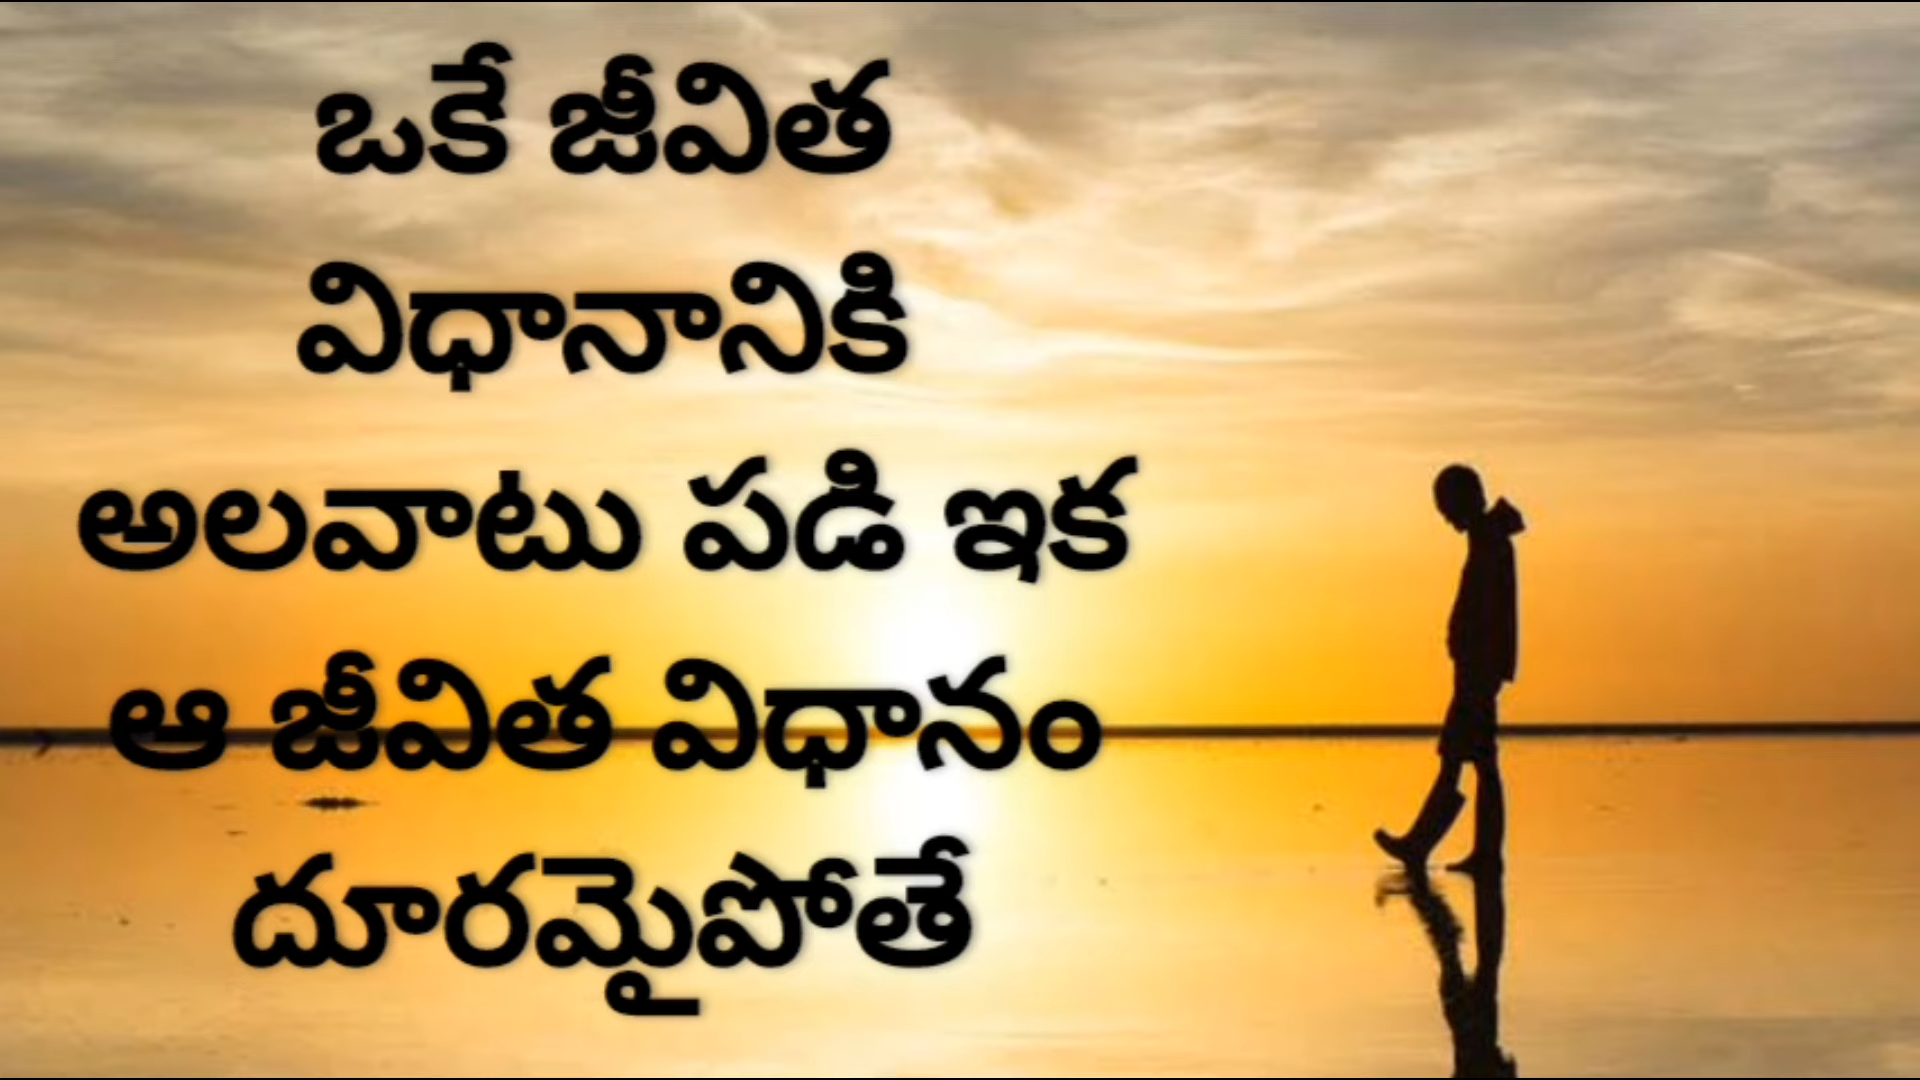 ఒకే జీవిత
విధానానికి
అలవాటు పడి ఇక
ఆ జీవిత విధానం
దూరమైపోతే